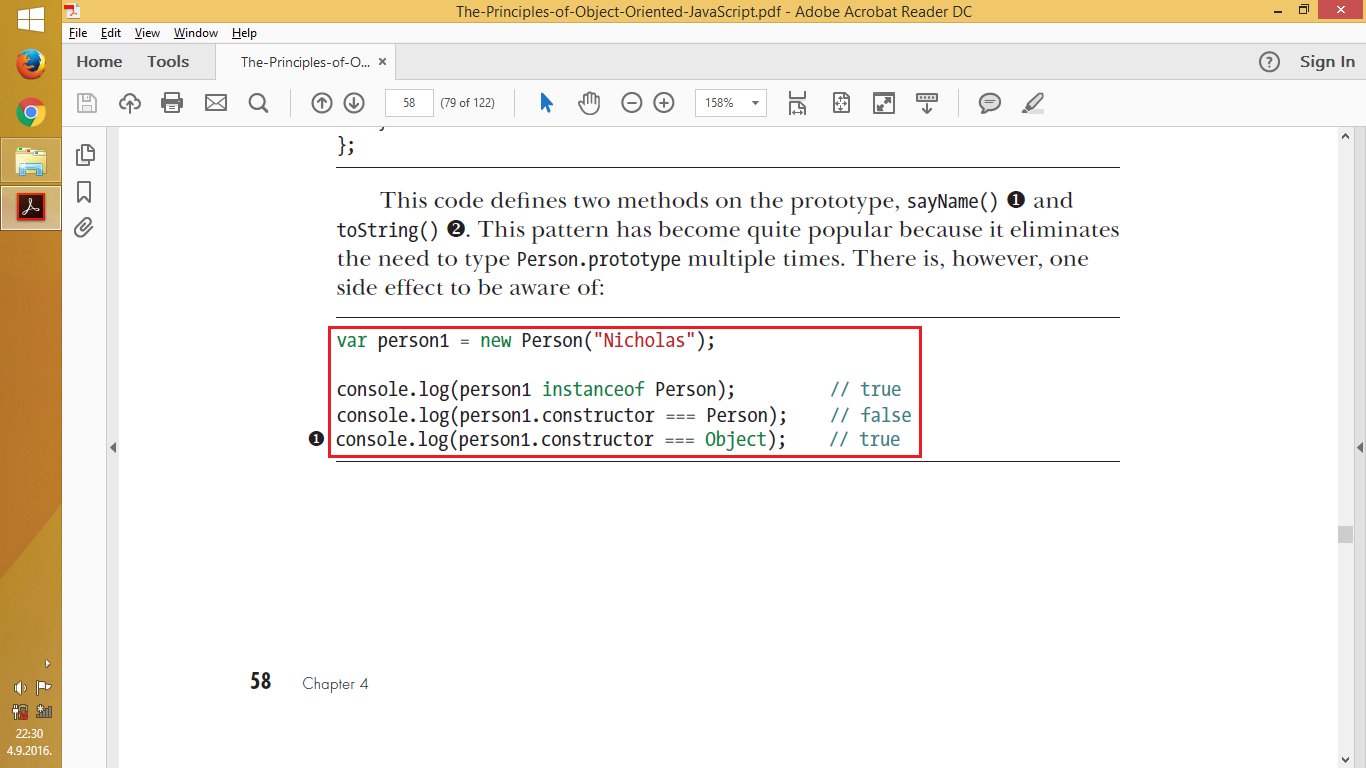 The-Principles-of-Object-Oriented-JavaScript.pdf - Adobe Acrobat Reader DC
File Edit View Window Help
Home Tools The-Principles-of-O... × Sign In
58 (79 of 122) 158%
};
This code defines two methods on the prototype, sayName() ❶ and
toString() ❷. This pattern has become quite popular because it eliminates
the need to type Person.prototype multiple times. There is, however, one
side effect to be aware of:
var person1 = new Person("Nicholas");
console.log(person1 instanceof Person); // true
console.log(person1.constructor === Person); // false
❶ console.log(person1.constructor === Object); // true
58 Chapter 4
22:30
4.9.2016.